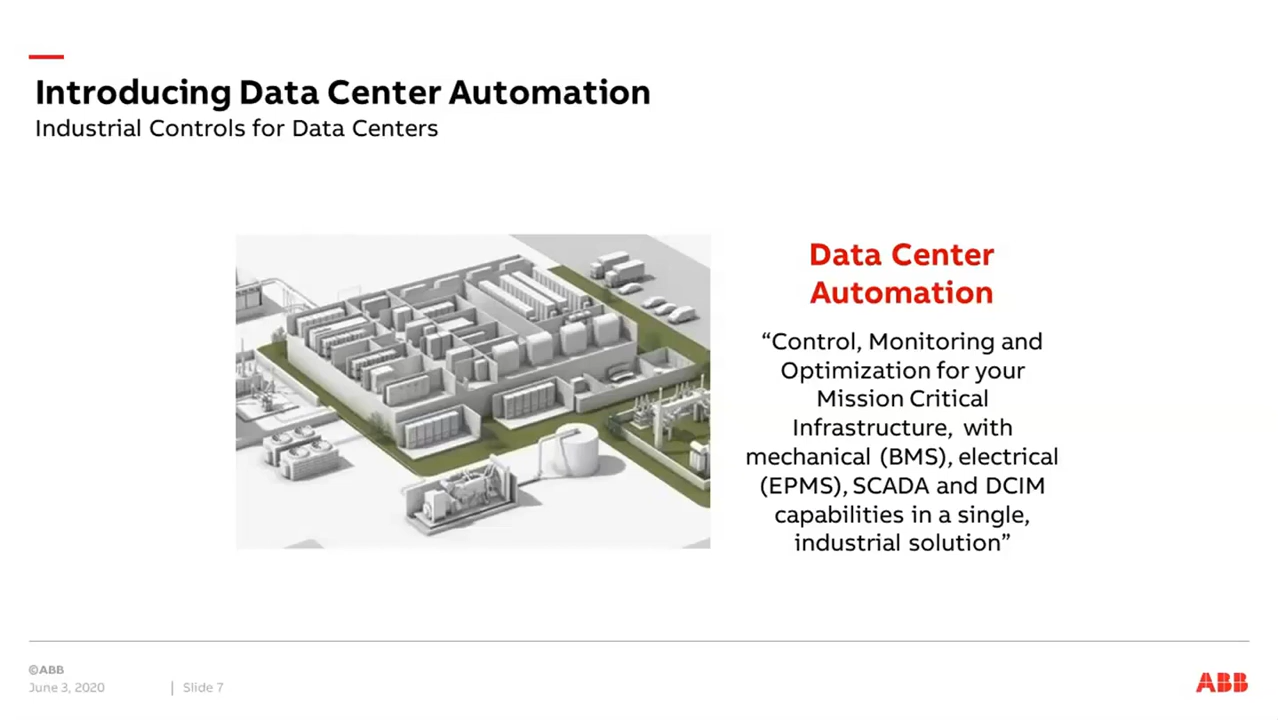 Introducing Data Center Automation
Industrial Controls for Data Centers
Data Center
Automation
“Control, Monitoring and
Optimization for your
Mission Critical
Infrastructure, with
mechanical (BMS), electrical
(EPMS), SCADA and DCIM
capabilities in a single,
industrial solution”
©ABB
June 3, 2020 | Slide 7
ABB